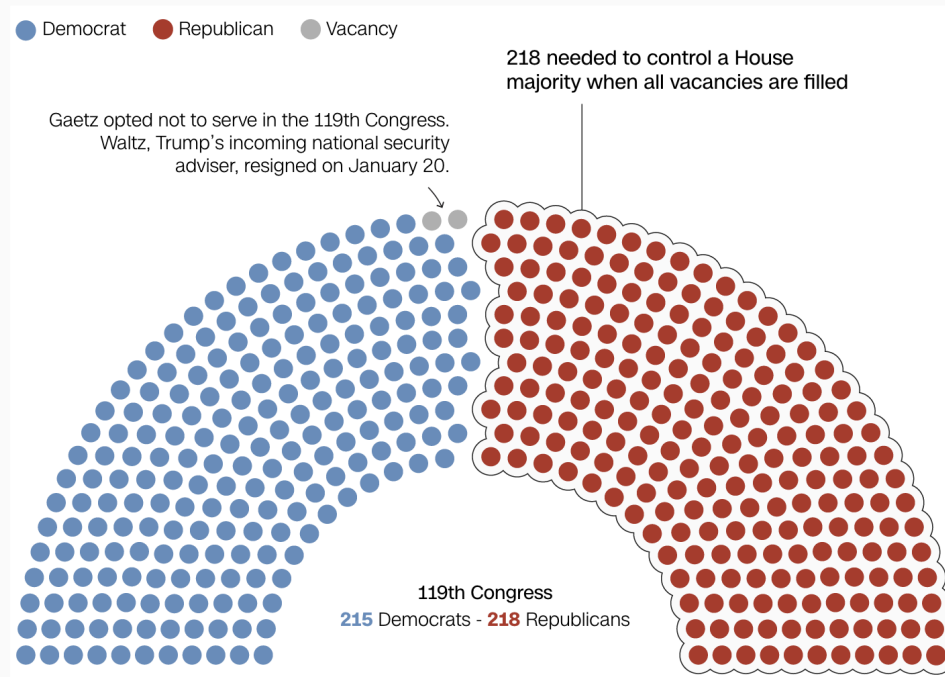 Democrat Republican Vacancy
218 needed to control a House
majority when all vacancies are filled
Gaetz opted not to serve in the 119th Congress.
Waltz, Trump’s incoming national security
adviser, resigned on January 20.
119th Congress
215 Democrats - 218 Republicans